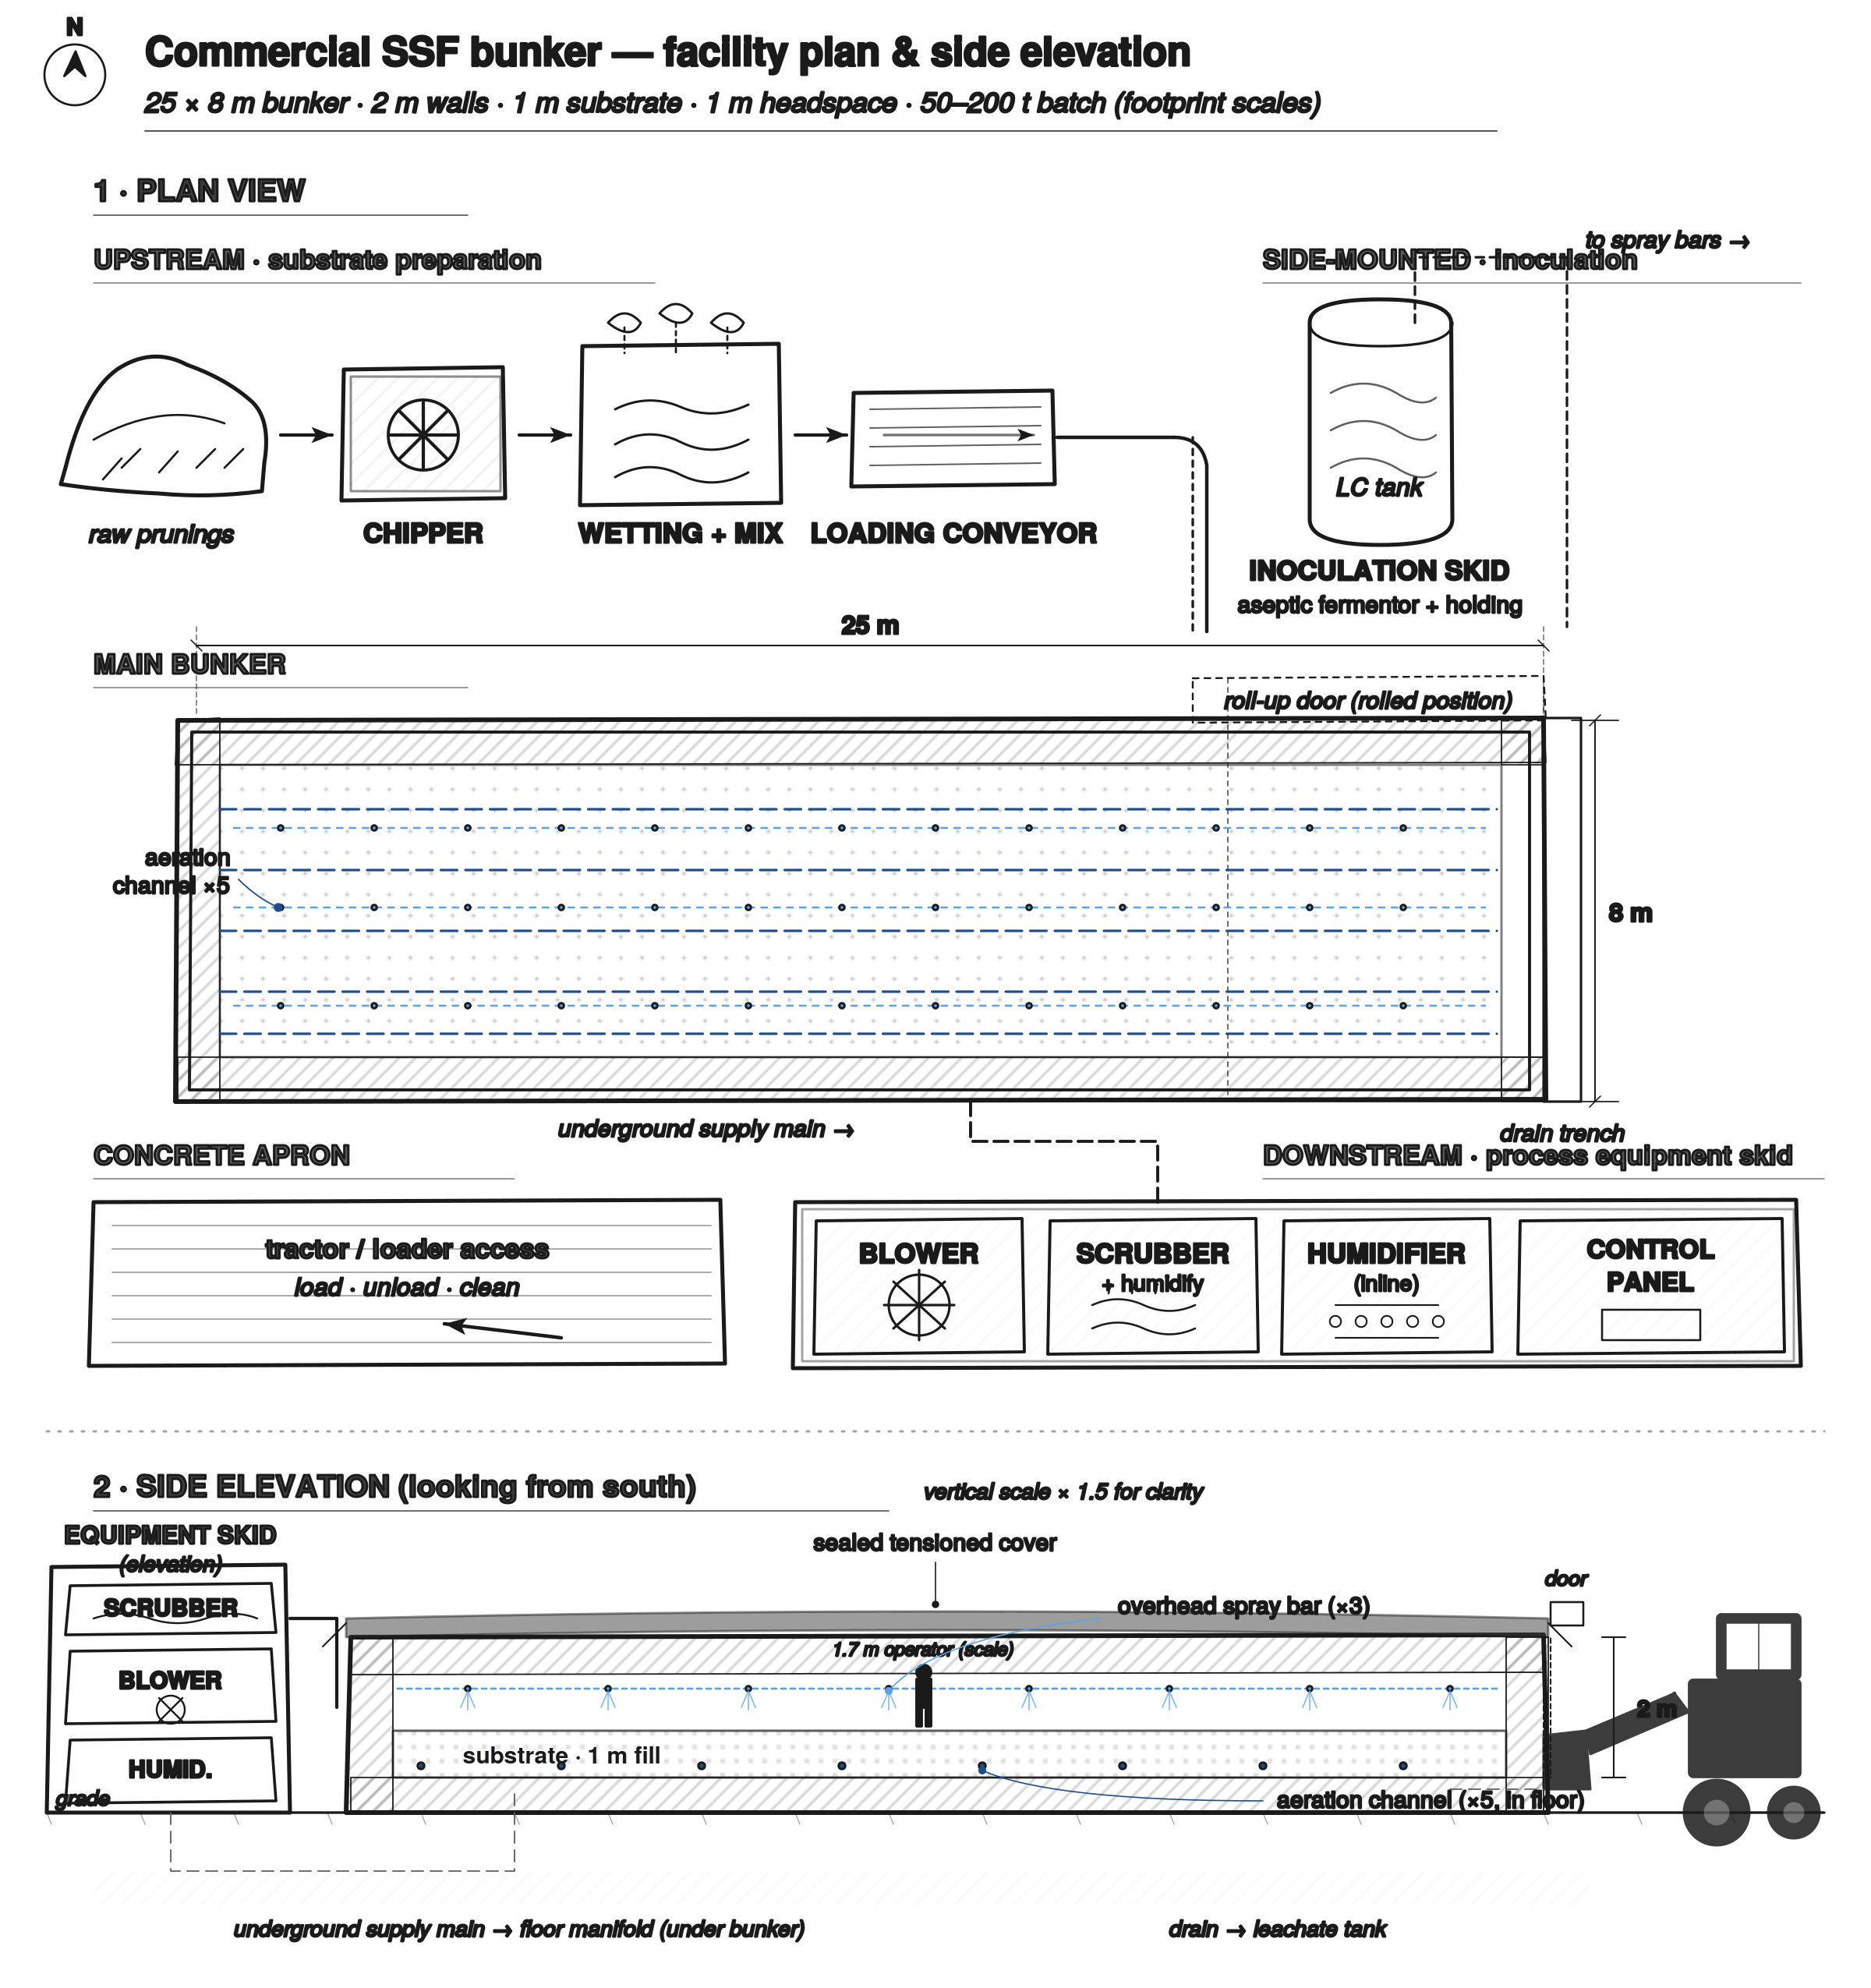 N
Commercial SSF bunker — facility plan & side elevation
25 × 8 m bunker · 2 m walls · 1 m substrate · 1 m headspace · 50–200 t batch (footprint scales)
1 · PLAN VIEW
to spray bars →
UPSTREAM · substrate preparation
SIDE-MOUNTED · inoculation
LC tank
raw prunings
CHIPPER
WETTING + MIX
LOADING CONVEYOR
INOCULATION SKID
aseptic fermentor + holding
25 m
MAIN BUNKER
roll-up door (rolled position)
aeration
channel ×5
8 m
underground supply main →
drain trench
CONCRETE APRON
DOWNSTREAM · process equipment skid
tractor / loader access
load · unload · clean
BLOWER
SCRUBBER
+ humidify
HUMIDIFIER
(inline)
CONTROL
PANEL
2 · SIDE ELEVATION (looking from south)
vertical scale × 1.5 for clarity
EQUIPMENT SKID
(elevation)
sealed tensioned cover
door
SCRUBBER
overhead spray bar (×3)
1.7 m operator (scale)
BLOWER
2 m
substrate · 1 m fill
HUMID.
grade
aeration channel (×5, in floor)
underground supply main → floor manifold (under bunker)
drain → leachate tank